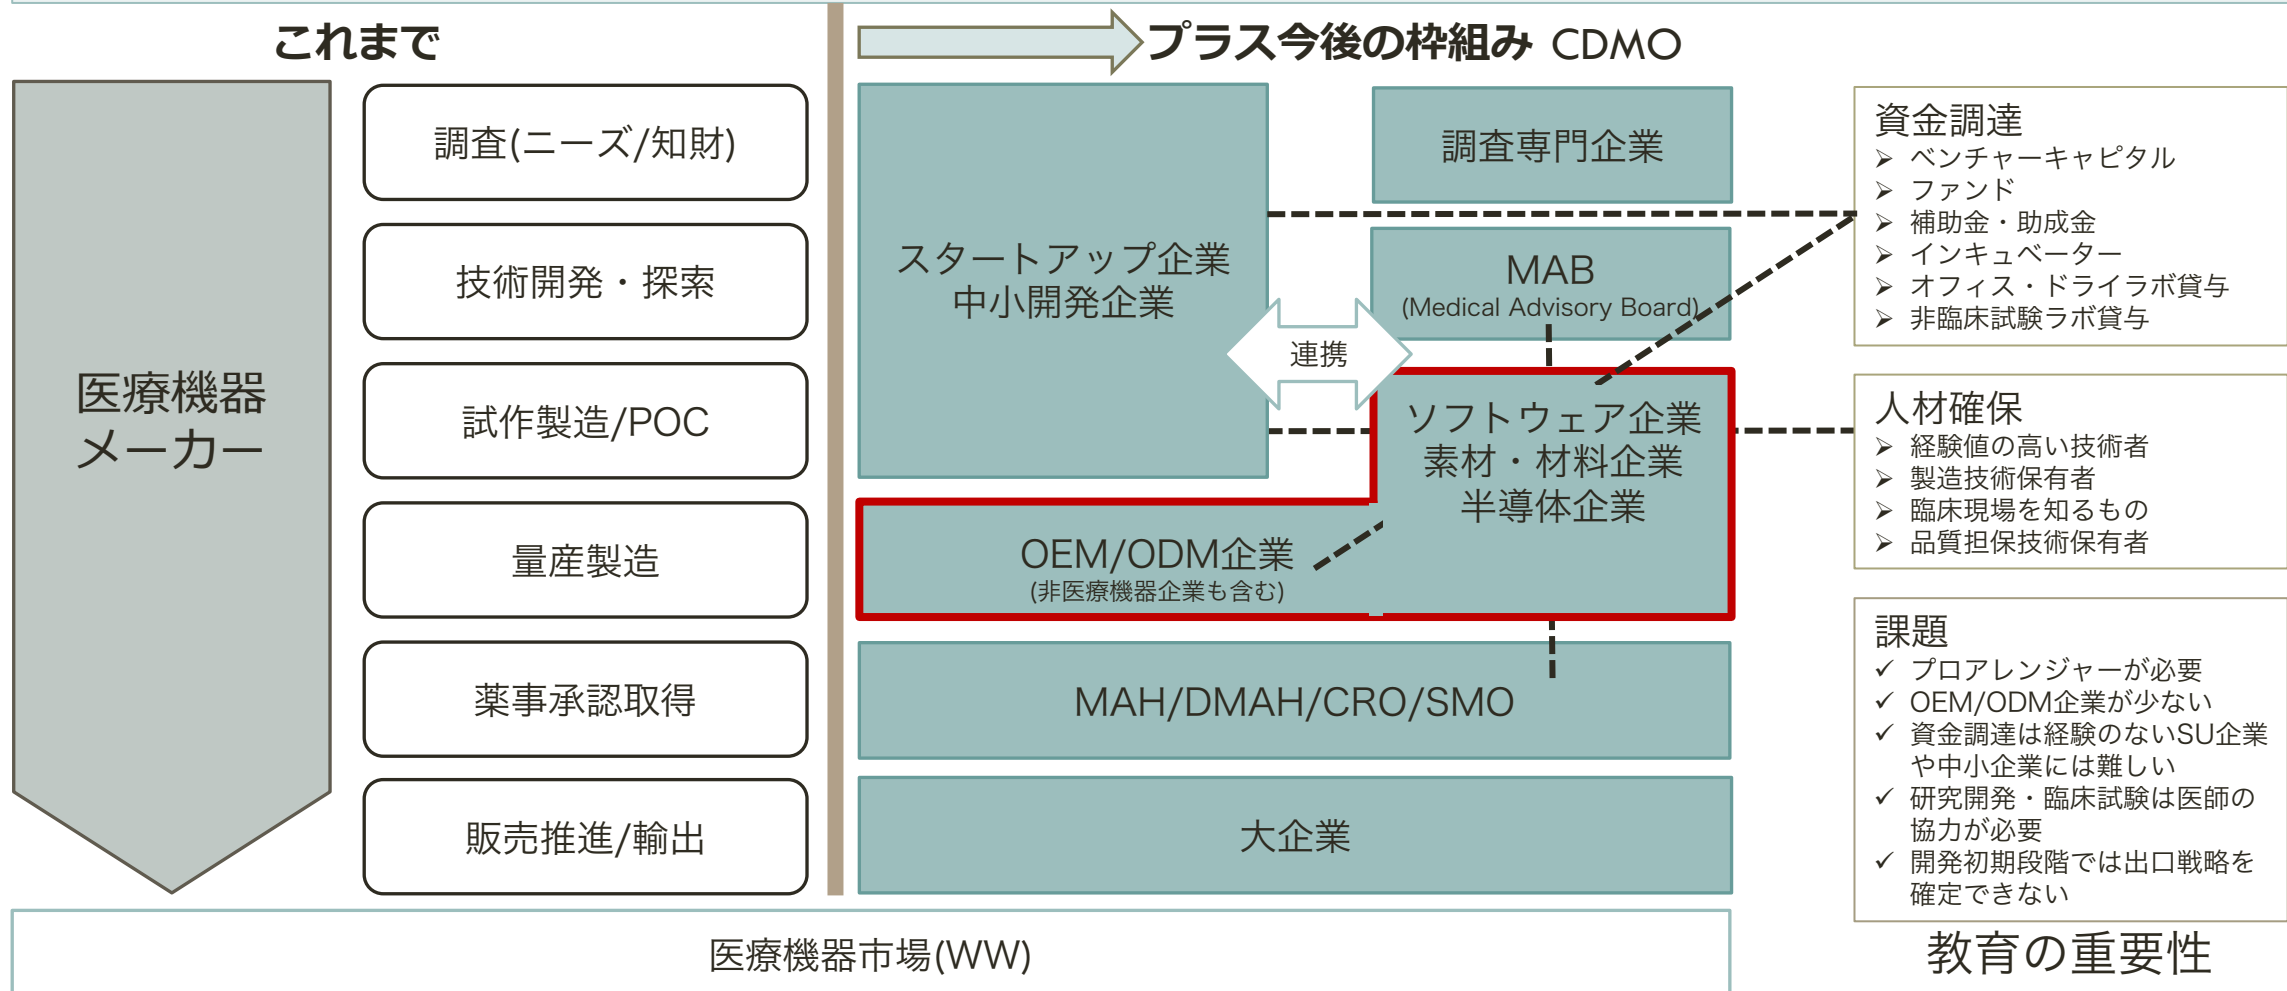 これまで
プラス今後の枠組み CDMO
医療機器
メーカー
調査(ニーズ/知財)
技術開発・探索
試作製造/POC
量産製造
薬事承認取得
販売推進/輸出
スタートアップ企業
中小開発企業
調査専門企業
MAB
(Medical Advisory Board)
連携
ソフトウェア企業
素材・材料企業
半導体企業
OEM/ODM企業
(非医療機器企業も含む)
MAH/DMAH/CRO/SMO
大企業
医療機器市場(WW)
資金調達
➢ ベンチャーキャピタル
➢ ファンド
➢ 補助金・助成金
➢ インキュベーター
➢ オフィス・ドライラボ貸与
➢ 非臨床試験ラボ貸与
人材確保
➢ 経験値の高い技術者
➢ 製造技術保有者
➢ 臨床現場を知るもの
➢ 品質担保技術保有者
課題
✓ プロアレンジャーが必要
✓ OEM/ODM企業が少ない
✓ 資金調達は経験のないSU企業
や中小企業には難しい
✓ 研究開発・臨床試験は医師の
協力が必要
✓ 開発初期段階では出口戦略を
確定できない
教育の重要性